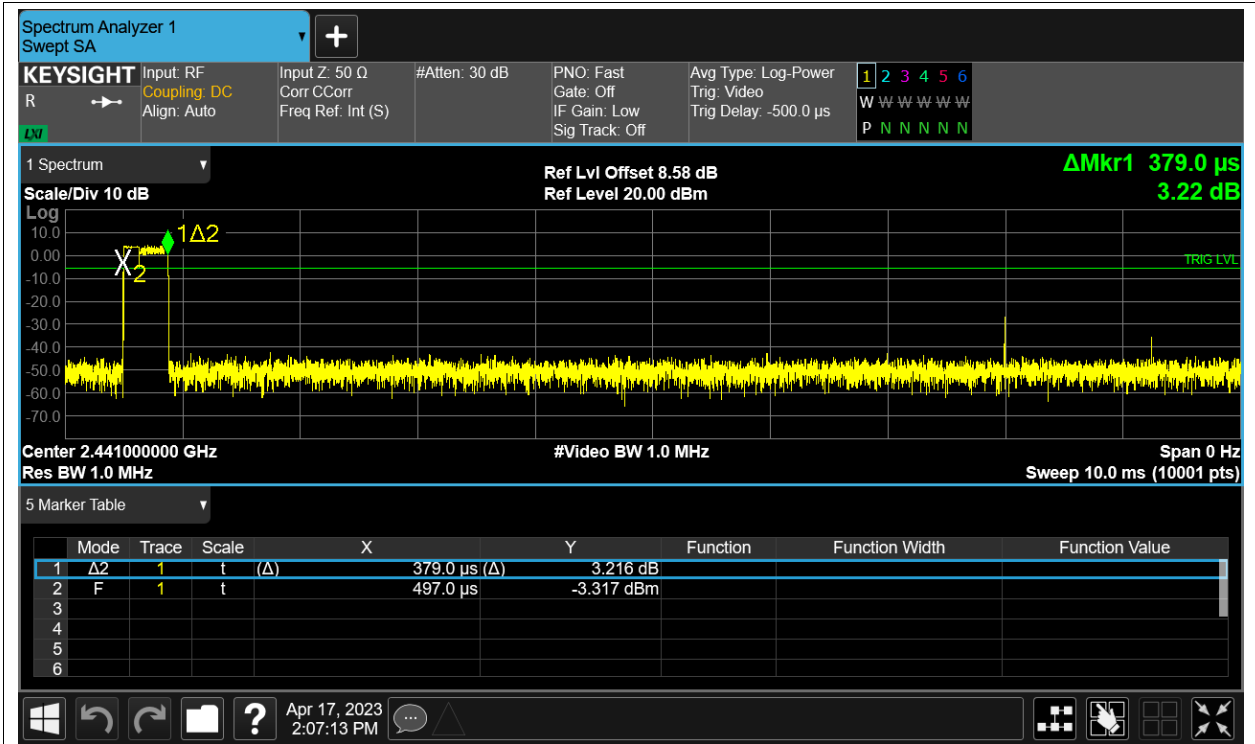 Spectrum Analyzer 1
Swept SA
KEYSIGHT
R
LXI
Input: RF
Coupling: DC
Align: Auto
Input Z: 50 Ω
Corr CCorr
Freq Ref: Int (S)
#Atten: 30 dB
PNO: Fast
Gate: Off
IF Gain: Low
Sig Track: Off
Avg Type: Log-Power
Trig: Video
Trig Delay: -500.0 µs
1 2 3 4 5 6
W W W W W W
P N N N N N
1 Spectrum
Scale/Div 10 dB
Ref Lvl Offset 8.58 dB
Ref Level 20.00 dBm
ΔMkr1 379.0 µs
3.22 dB
Log
10.0
0.00
-10.0
-20.0
-30.0
-40.0
-50.0
-60.0
-70.0
1Δ2
X
2
TRIG LVL
Center 2.441000000 GHz
Res BW 1.0 MHz
#Video BW 1.0 MHz
Span 0 Hz
Sweep 10.0 ms (10001 pts)
5 Marker Table
Mode Trace Scale X Y Function Function Width Function Value
1 Δ2 1 t (Δ) 379.0 µs (Δ) 3.216 dB
2 F 1 t 497.0 µs -3.317 dBm
3
4
5
6
?
Apr 17, 2023
2:07:13 PM